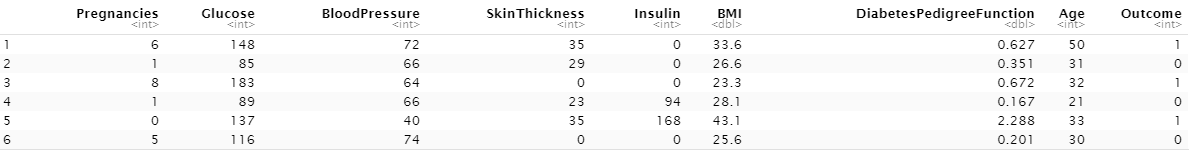 Pregnancies Glucose BloodPressure SkinThickness Insulin BMI DiabetesPedigreeFunction Age Outcome
<int> <int> <int> <int> <int> <dbl> <dbl> <int> <int>
1 6 148 72 35 0 33.6 0.627 50 1
2 1 85 66 29 0 26.6 0.351 31 0
3 8 183 64 0 0 23.3 0.672 32 1
4 1 89 66 23 94 28.1 0.167 21 0
5 0 137 40 35 168 43.1 2.288 33 1
6 5 116 74 0 0 25.6 0.201 30 0